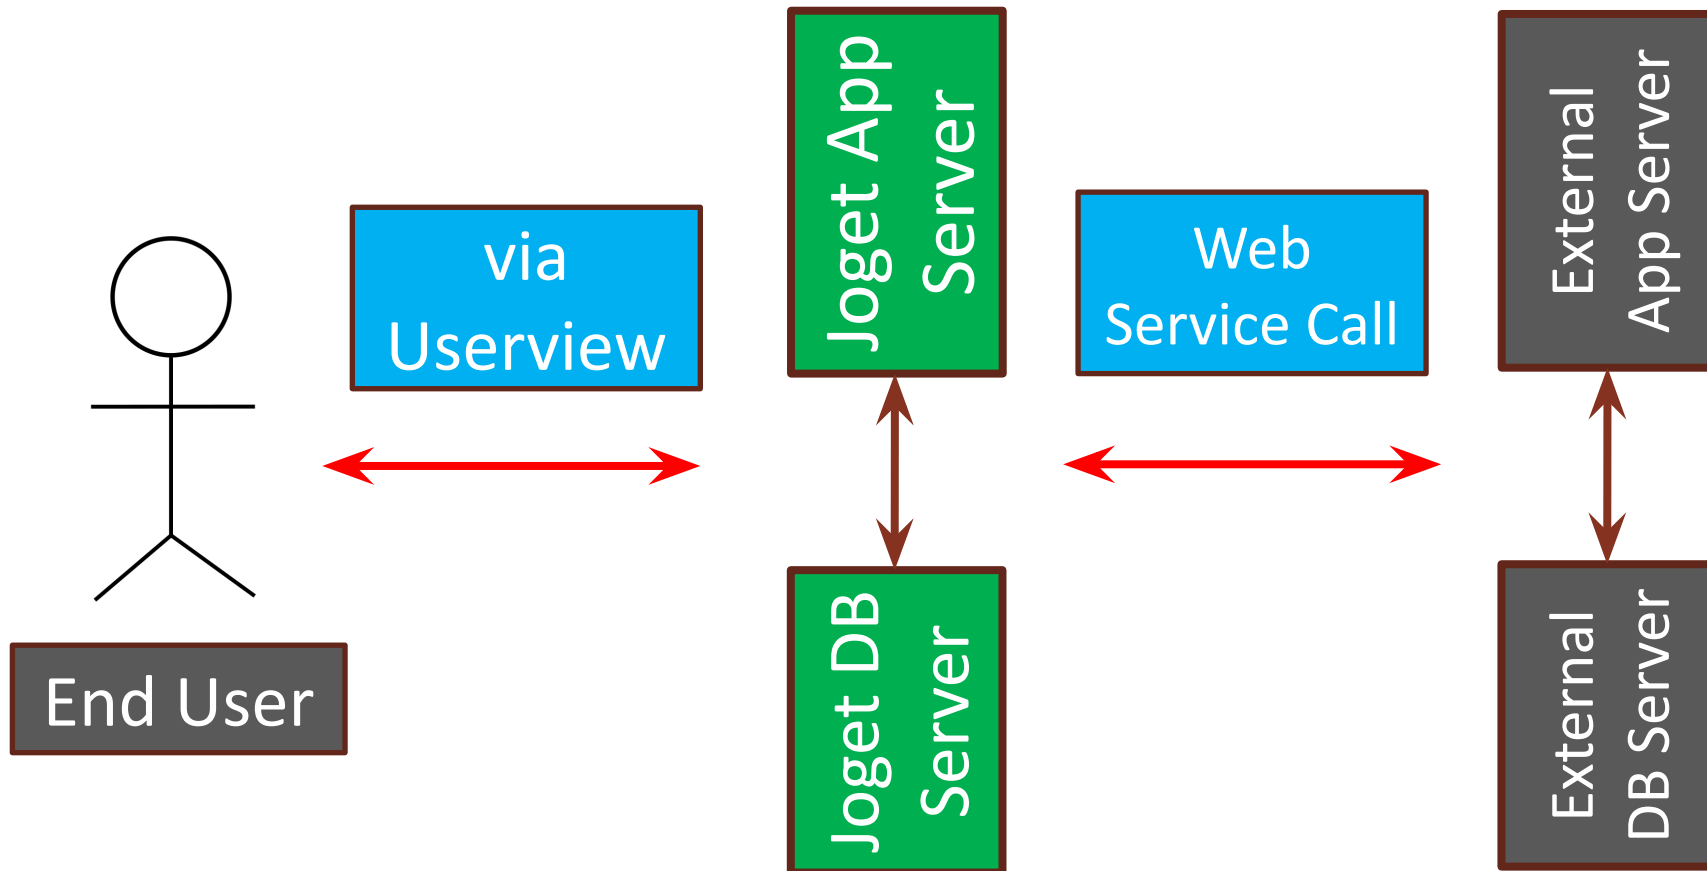 via
Userview
Joget App
Server
Web
Service Call
External
App Server
End User
Joget DB
Server
External
DB Server